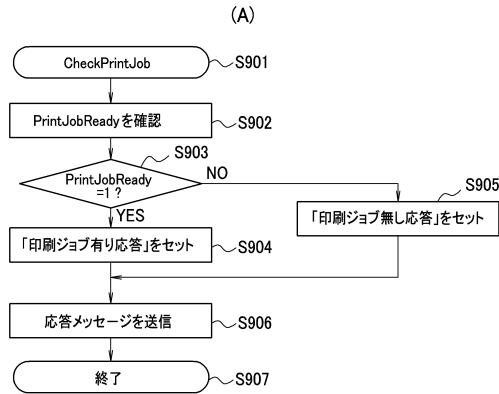 (A)
CheckPrintJob
S901
PrintJobReadyを確認
S902
S903
PrintJobReady
=1 ?
NO
YES
S905
「印刷ジョブ無し応答」をセット
「印刷ジョブ有り応答」をセット
S904
応答メッセージを送信
S906
終了
S907